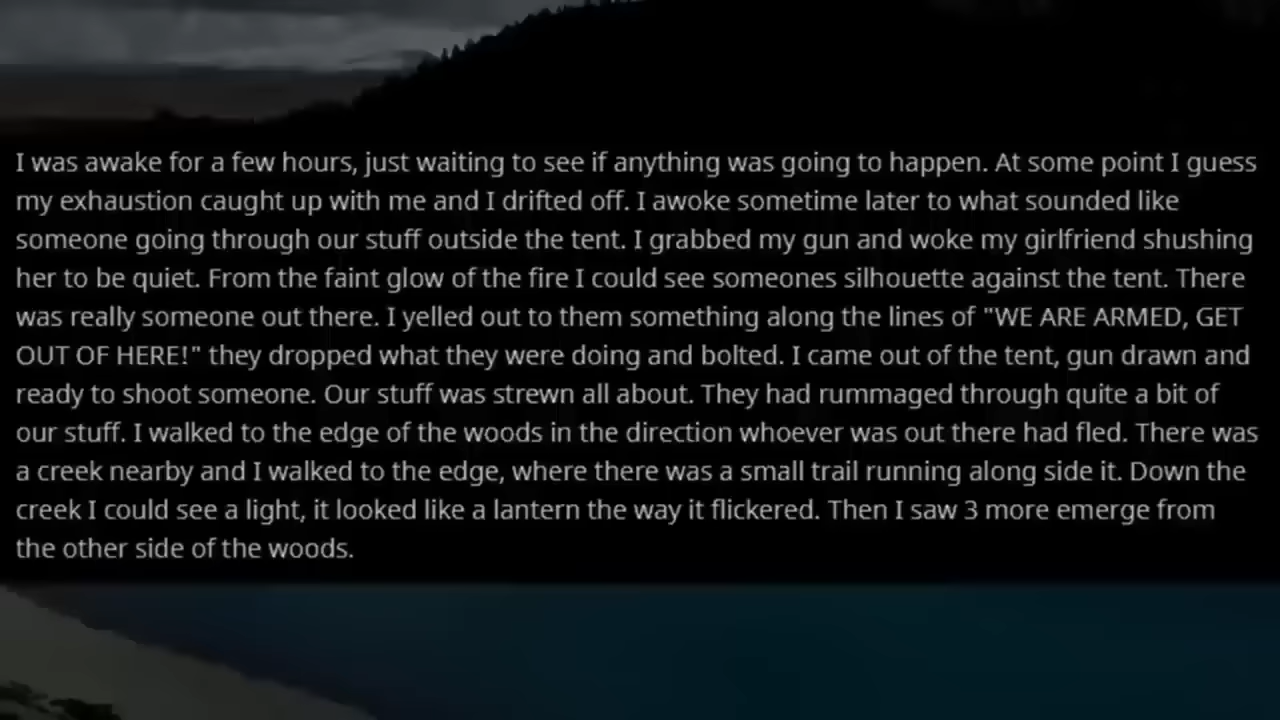 I was awake for a few hours, just waiting to see if anything was going to happen. At some point I guess
my exhaustion caught up with me and I drifted off. I awoke sometime later to what sounded like
someone going through our stuff outside the tent. I grabbed my gun and woke my girlfriend shushing
her to be quiet. From the faint glow of the fire I could see someones silhouette against the tent. There
was really someone out there. I yelled out to them something along the lines of "WE ARE ARMED, GET
OUT OF HERE!" they dropped what they were doing and bolted. I came out of the tent, gun drawn and
ready to shoot someone. Our stuff was strewn all about. They had rummaged through quite a bit of
our stuff. I walked to the edge of the woods in the direction whoever was out there had fled. There was
a creek nearby and I walked to the edge, where there was a small trail running along side it. Down the
creek I could see a light, it looked like a lantern the way it flickered. Then I saw 3 more emerge from
the other side of the woods.